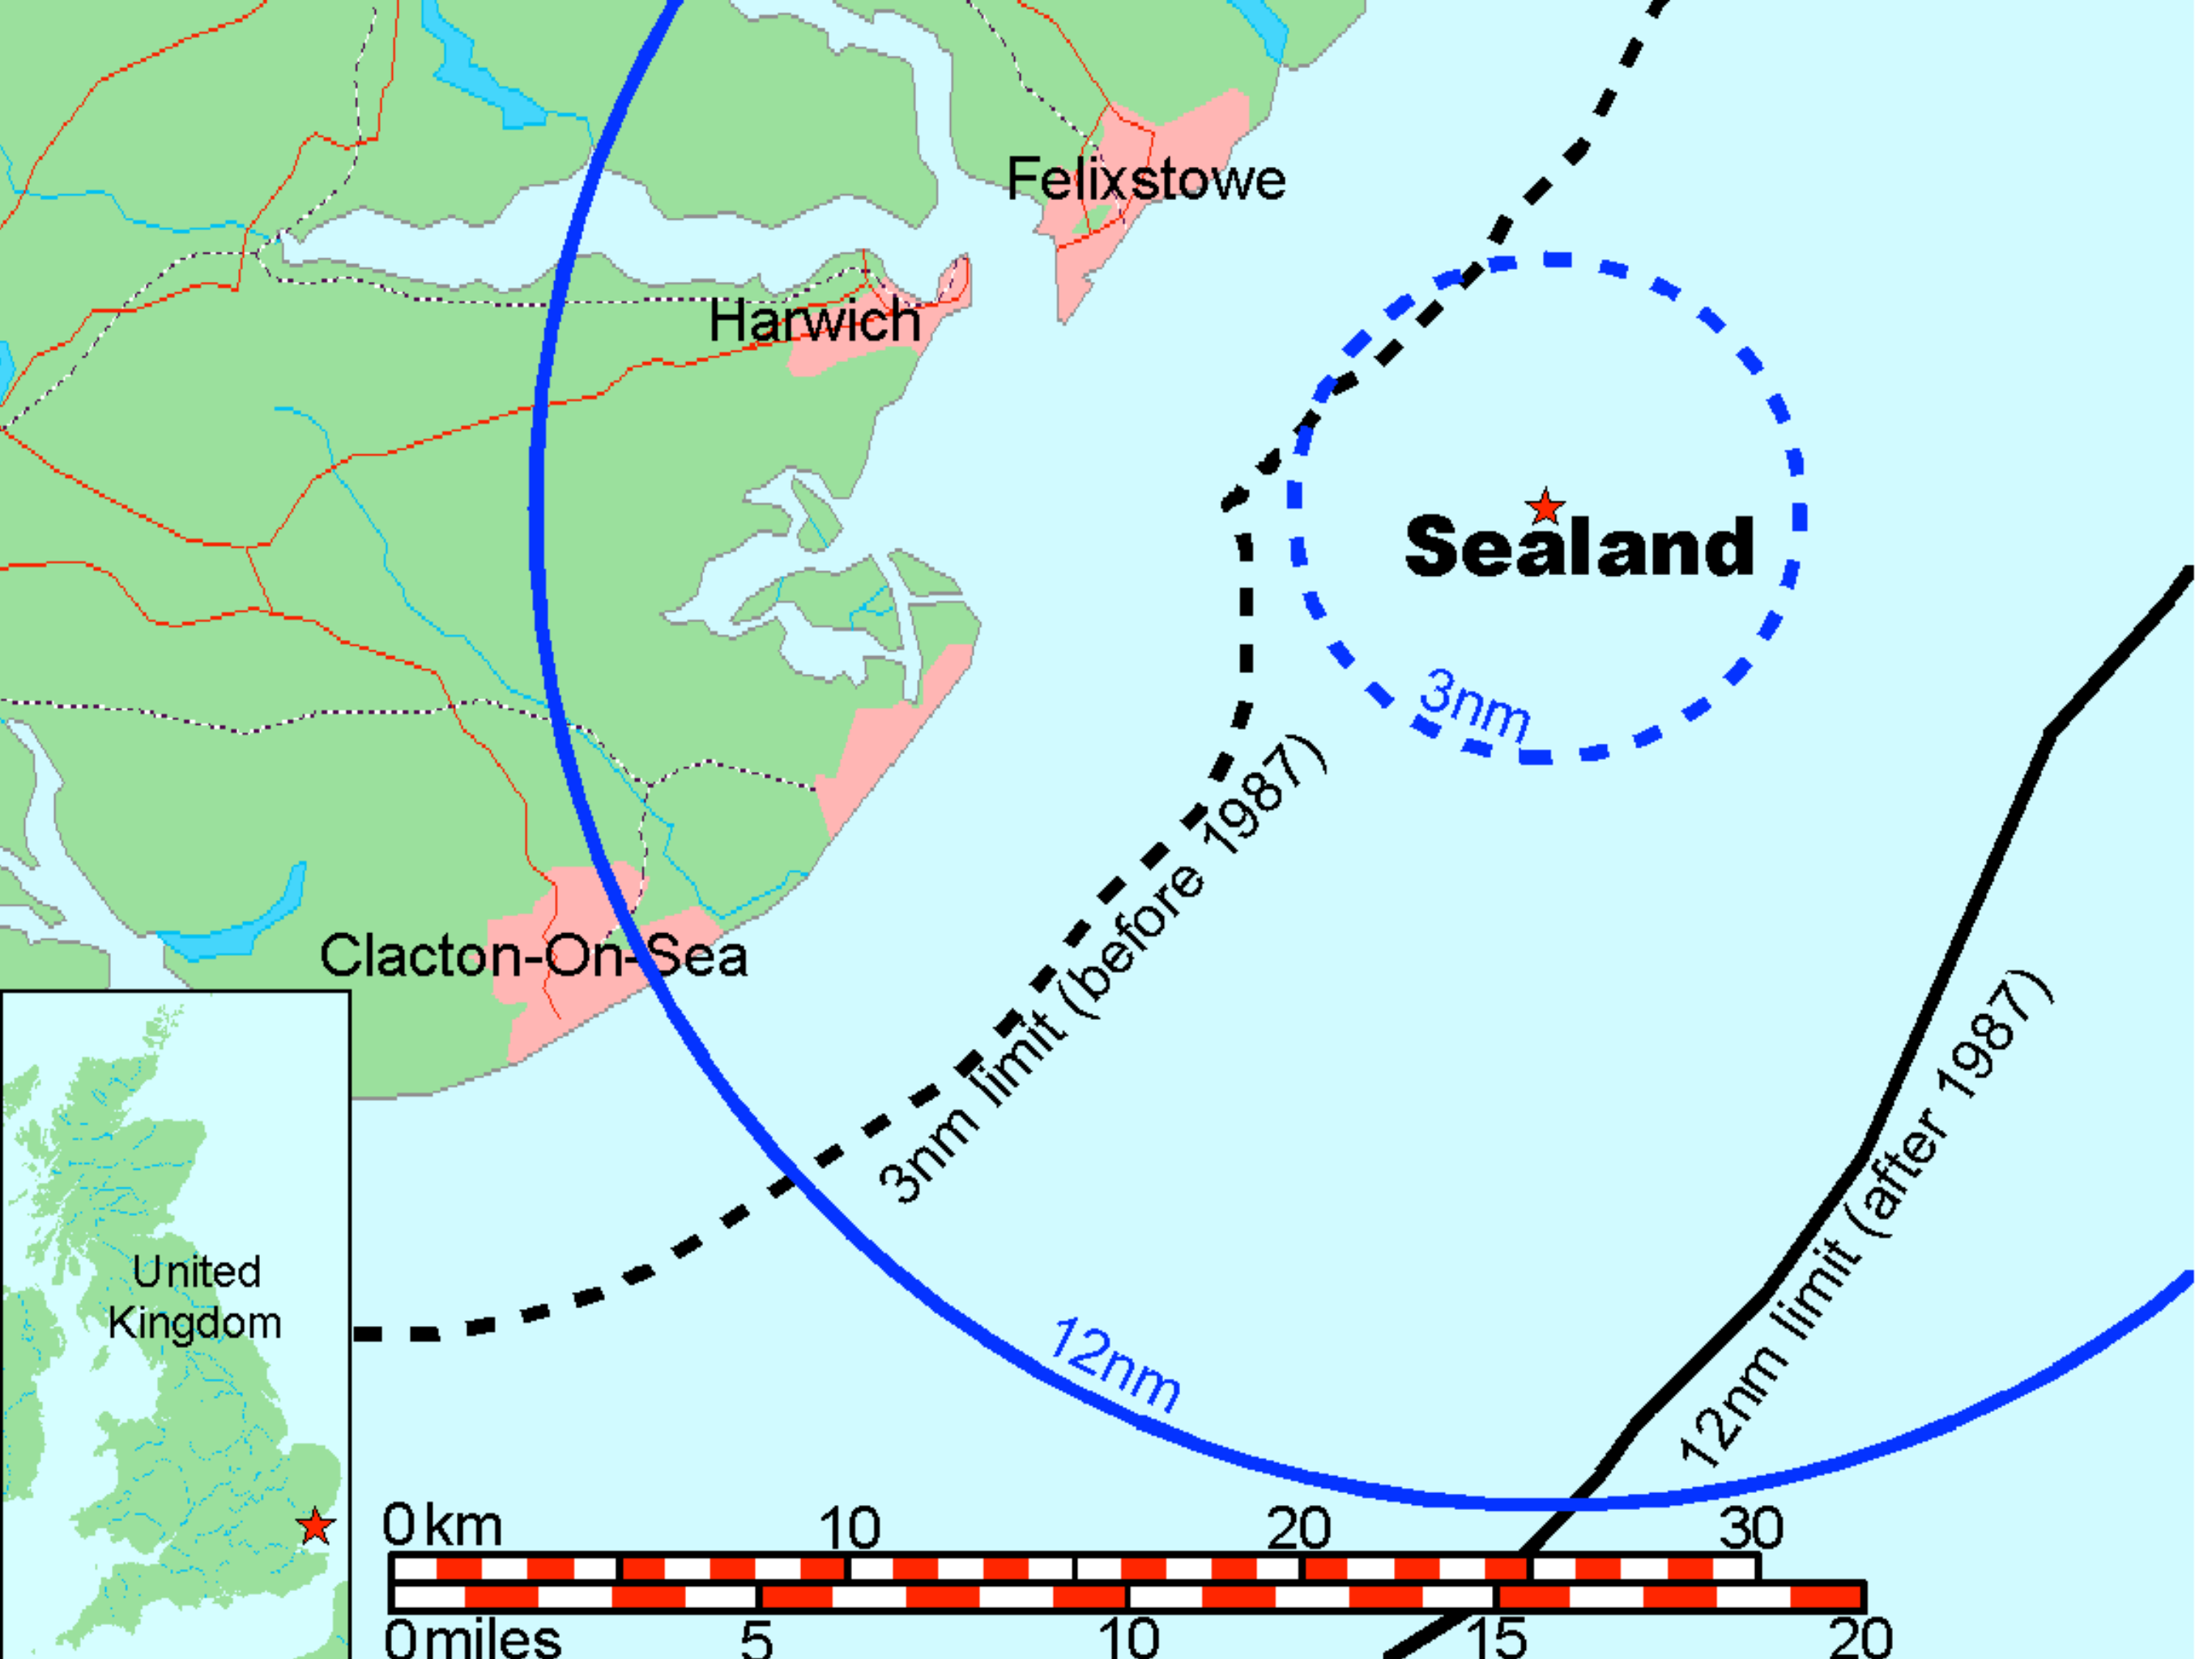 Felixstowe
Harwich
Sealand
3nm
3nm limit (before 1987)
Clacton-On-Sea
12nm limit (after 1987)
United
Kingdom
12nm
0 km 10 20 30
0 miles 5 10 15 20